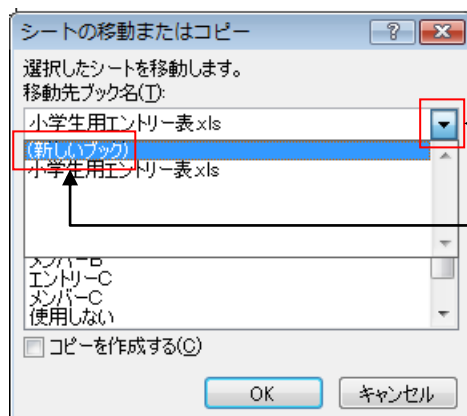 シートの移動またはコピー
選択したシートを移動します。
移動先ブック名(T):
小学生用エントリー表.xls
(新しいブック)
小学生用エントリー表.xls
メンバーB
エントリーC
メンバーC
使用しない
コピーを作成する(C)
OK キャンセル